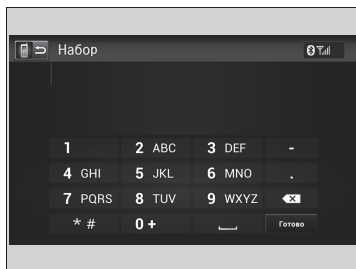 Набор
1 2 ABC 3 DEF -
4 GHI 5 JKL 6 MNO .
7 PQRS 8 TUV 9 WXYZ
* # 0 + Готово